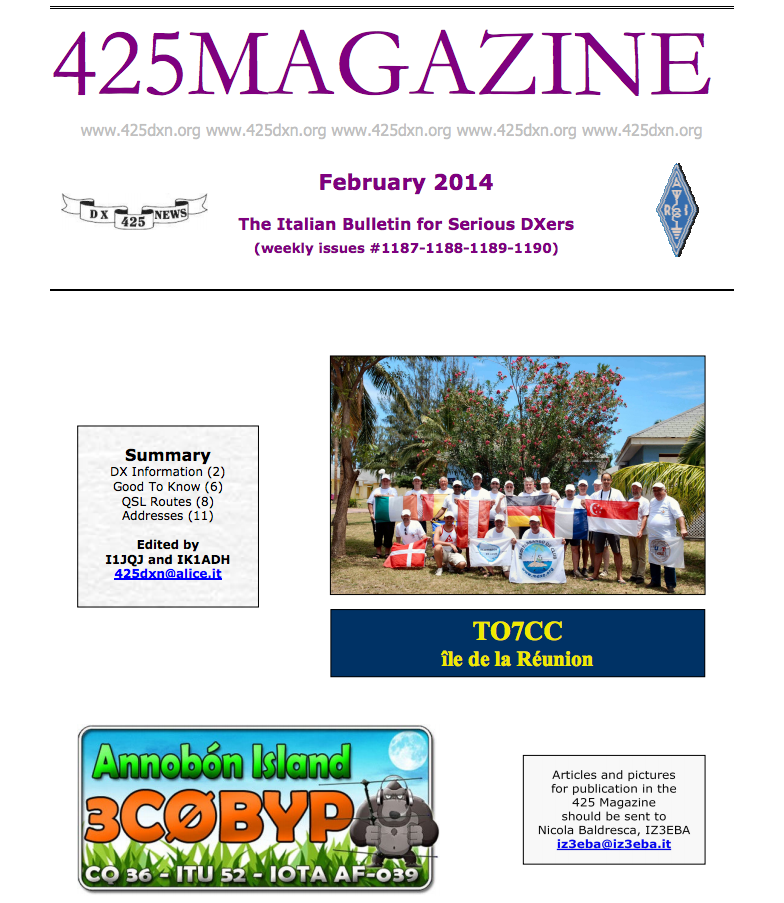 425MAGAZINE
www.425dxn.org www.425dxn.org www.425dxn.org www.425dxn.org www.425dxn.org
DX 425 NEWS
February 2014
The Italian Bulletin for Serious DXers
(weekly issues #1187-1188-1189-1190)
A
R I
Summary
DX Information (2)
Good To Know (6)
QSL Routes (8)
Addresses (11)
Edited by
I1JQJ and IK1ADH
425dxn@alice.it
TO7CC
île de la Réunion
Annobón Island
3CØBYP
CQ 36 - ITU 52 - IOTA AF-039
Articles and pictures
for publication in the
425 Magazine
should be sent to
Nicola Baldresca, IZ3EBA
iz3eba@iz3eba.it